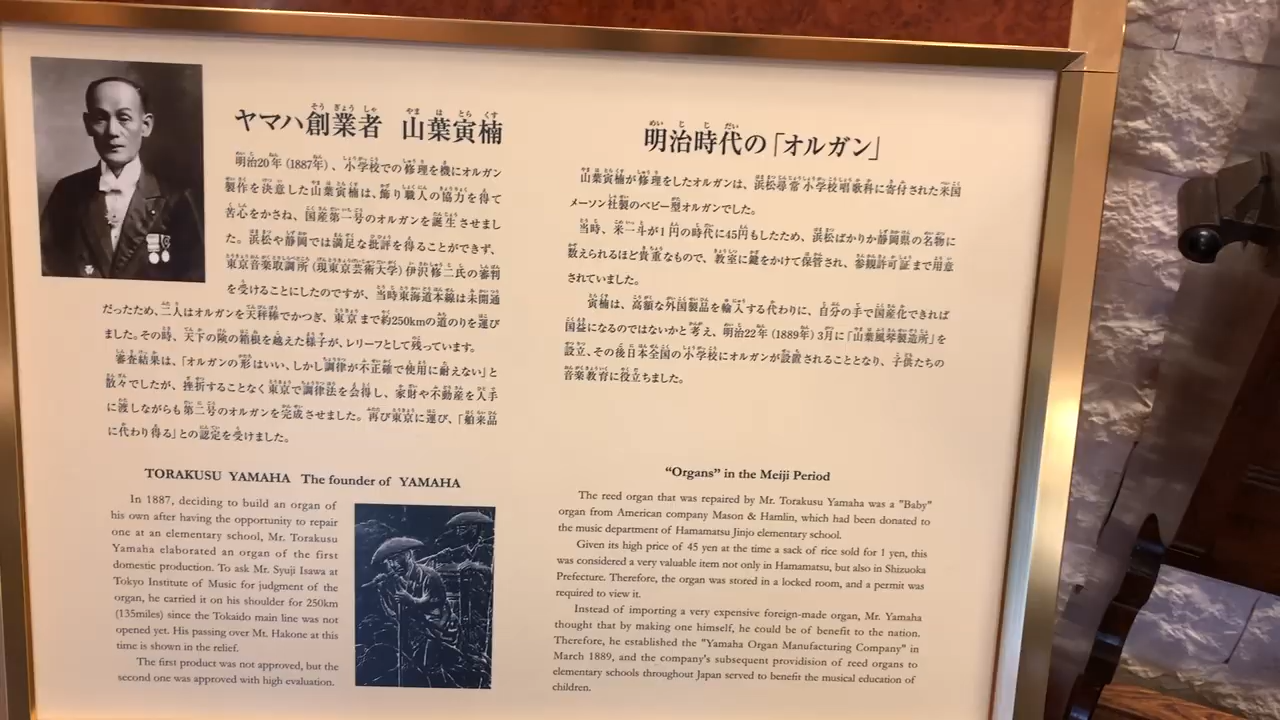 ヤマハ創業者 山葉寅楠
明治20年(1887年)、小学校での修理を機にオルガン
製作を決意した山葉寅楠は、飾り職人の協力を得て
苦心をかさね、国産第一号のオルガンを誕生させまし
た。浜松や静岡では満足な批評を得ることができず、
東京音楽取調所(現東京芸術大学)伊沢修二氏の審判
を受けることにしたのですが、当時東海道本線は未開通
だったため、二人はオルガンを天秤棒でかつぎ、東京まで約250kmの道のりを運び
ました。その時、天下の険の箱根を越えた様子が、レリーフとして残っています。
審査結果は、「オルガンの形はいい、しかし調律が不正確で使用に耐えない」と
散々でしたが、挫折することなく東京で調律法を会得し、家財や不動産を人手
に渡しながらも第二号のオルガンを完成させました。再び東京に運び、「舶来品
に代わり得る」との認定を受けました。
TORAKUSU YAMAHA The founder of YAMAHA
In 1887, deciding to build an organ of
his own after having the opportunity to repair
one at an elementary school, Mr. Torakusu
Yamaha elaborated an organ of the first
domestic production. To ask Mr. Syuji Isawa at
Tokyo Institute of Music for judgment of the
organ, he carried it on his shoulder for 250km
(135miles) since the Tokaido main line was not
opened yet. His passing over Mt. Hakone at this
time is shown in the relief.
The first product was not approved, but the
second one was approved with high evaluation.
明治時代の「オルガン」
山葉寅楠が修理をしたオルガンは、浜松尋常小学校唱歌科に寄付された米国
メーソン社製のベビー型オルガンでした。
当時、米一斗が1円の時代に45円もしたため、浜松ばかりか静岡県の名物に
数えられるほど貴重なもので、教室に鍵をかけて保管され、参観許可証まで用意
されていました。
寅楠は、高額な外国製品を輸入する代わりに、自分の手で国産化できれば
国益になるのではないかと考え、明治22年(1889年)3月に「山葉風琴製造所」を
設立、その後日本全国の小学校にオルガンが設置されることとなり、子供たちの
音楽教育に役立ちました。
“Organs” in the Meiji Period
The reed organ that was repaired by Mr. Torakusu Yamaha was a "Baby"
organ from American company Mason & Hamlin, which had been donated to
the music department of Hamamatsu Jinjo elementary school.
Given its high price of 45 yen at the time a sack of rice sold for 1 yen, this
was considered a very valuable item not only in Hamamatsu, but also in Shizuoka
Prefecture. Therefore, the organ was stored in a locked room, and a permit was
required to view it.
Instead of importing a very expensive foreign-made organ, Mr. Yamaha
thought that by making one himself, he could be of benefit to the nation.
Therefore, he established the "Yamaha Organ Manufacturing Company" in
March 1889, and the company's subsequent providision of reed organs to
elementary schools throughout Japan served to benefit the musical education of
children.